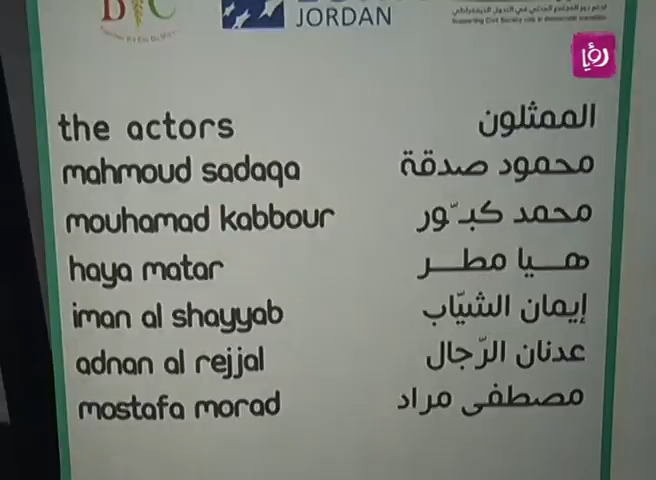 JORDAN
رؤيا
the actors الممثلون
mahmoud sadaqa محمود صدقة
mouhamad kabbour محمد كبّور
haya matar هيا مطر
iman al shayyab إيمان الشيّاب
adnan al rejjal عدنان الرّجال
mostafa morad مصطفى مراد